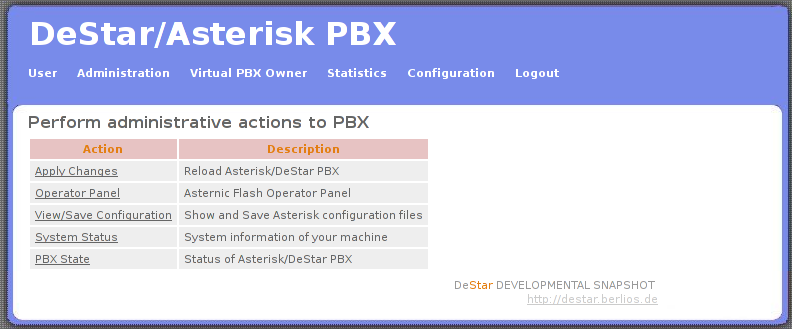 DeStar/Asterisk PBX
User Administration Virtual PBX Owner Statistics Configuration Logout
Perform administrative actions to PBX
Action Description
Apply Changes Reload Asterisk/DeStar PBX
Operator Panel Asternic Flash Operator Panel
View/Save Configuration Show and Save Asterisk configuration files
System Status System information of your machine
PBX State Status of Asterisk/DeStar PBX
DeStar DEVELOPMENTAL SNAPSHOT
http://destar.berlios.de